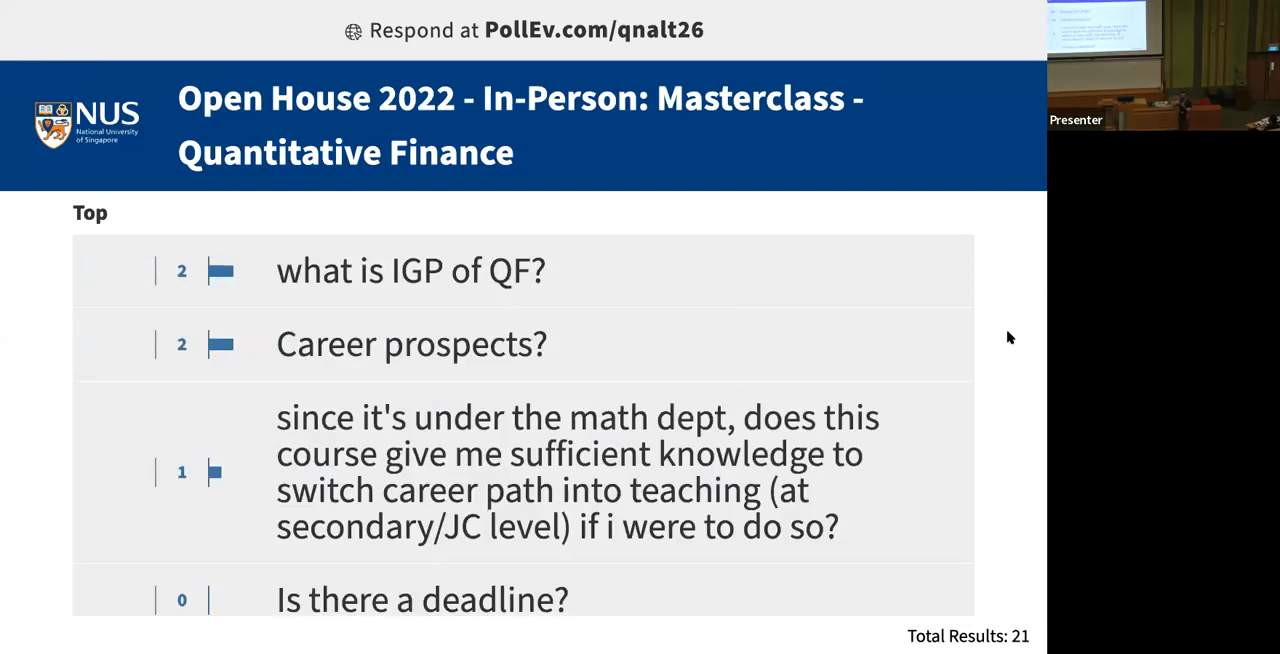 Respond at PollEv.com/qnalt26
NUS
National University
of Singapore
Open House 2022 - In-Person: Masterclass -
Quantitative Finance
Top
2
what is IGP of QF?
2
Career prospects?
1
since it's under the math dept, does this
course give me sufficient knowledge to
switch career path into teaching (at
secondary/JC level) if i were to do so?
0
Is there a deadline?
Total Results: 21
Presenter